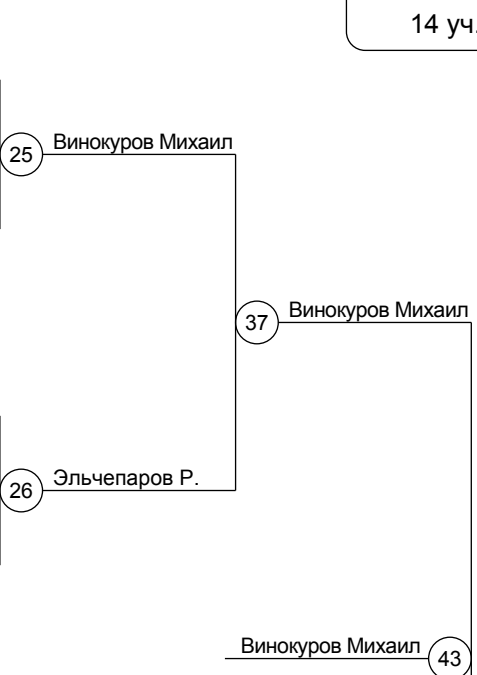 14 уч.
25
Винокуров Михаил
37
Винокуров Михаил
26
Эльчепаров Р.
Винокуров Михаил
43